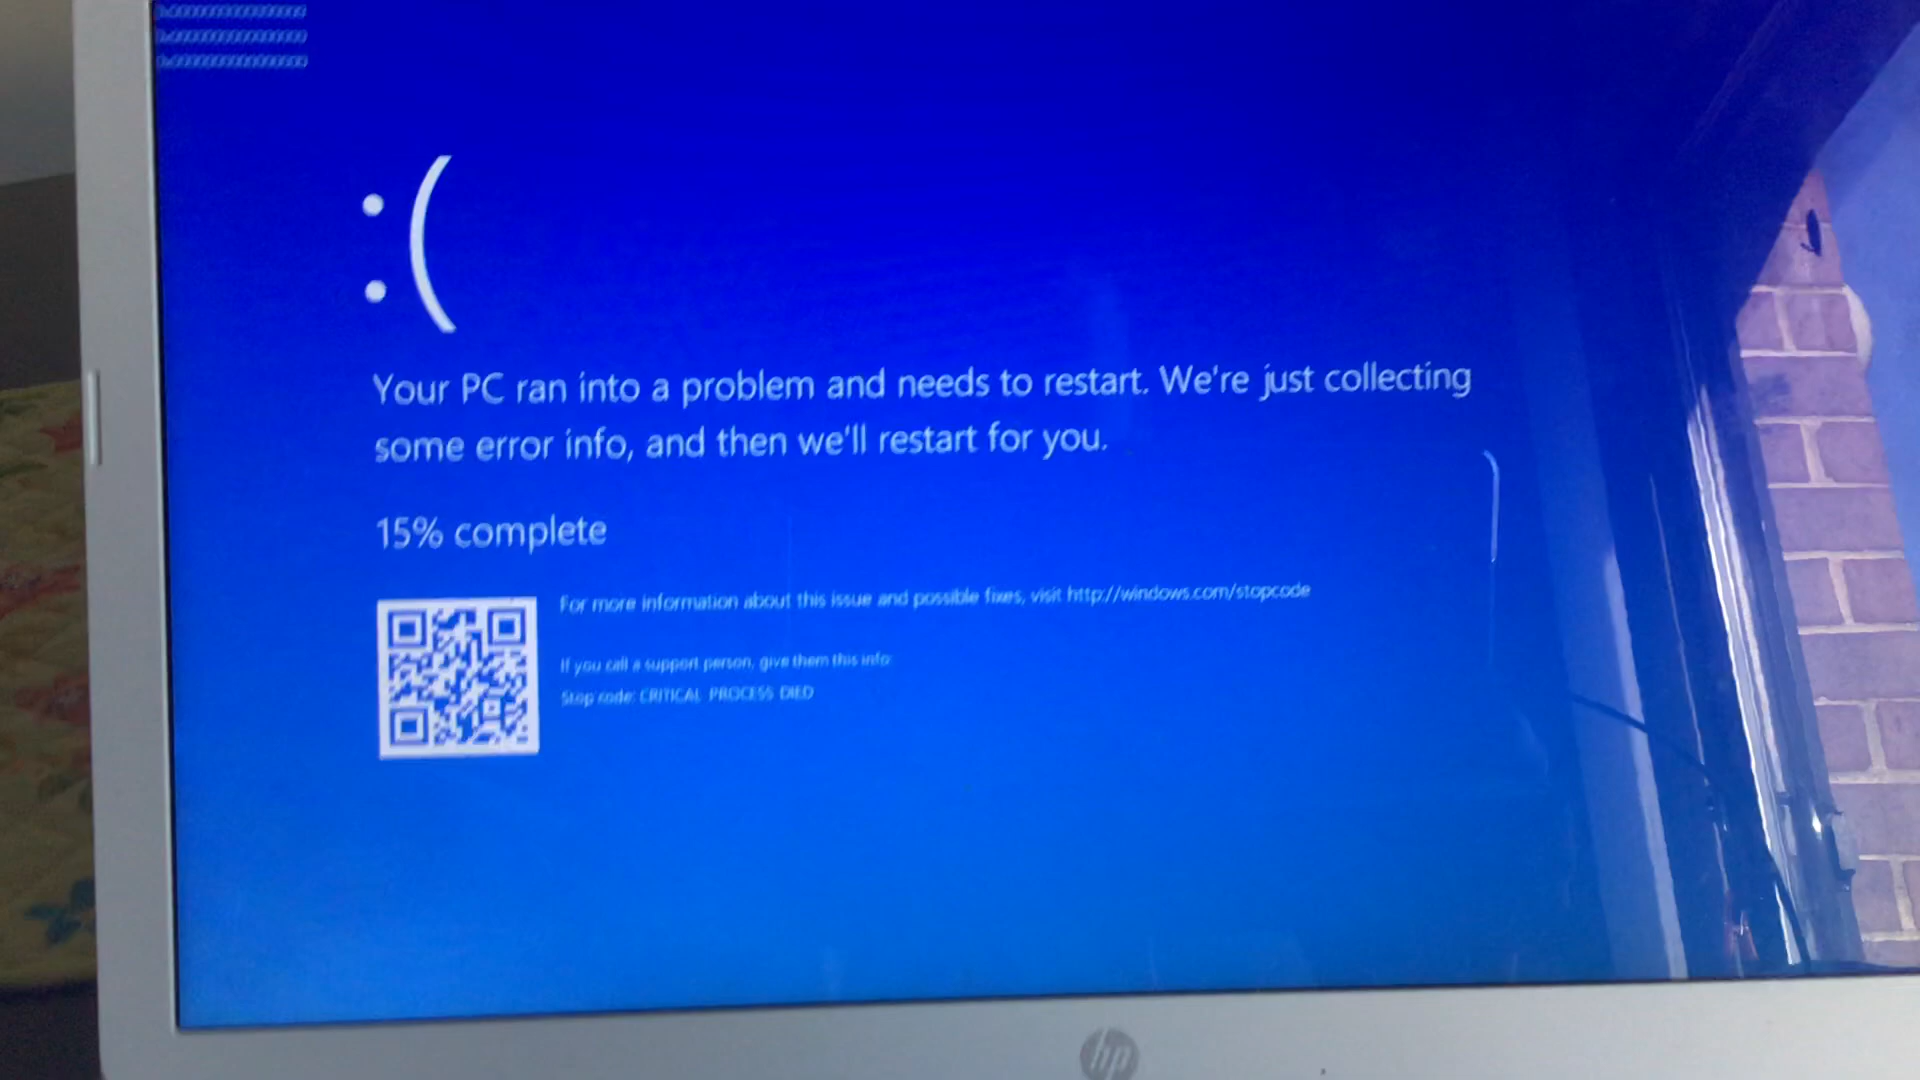 :(
Your PC ran into a problem and needs to restart. We're just collecting
some error info, and then we'll restart for you.
15% complete
For more information about this issue and possible fixes, visit http://windows.com/stopcode
If you call a support person, give them this info:
Stop code: CRITICAL PROCESS DIED
hp